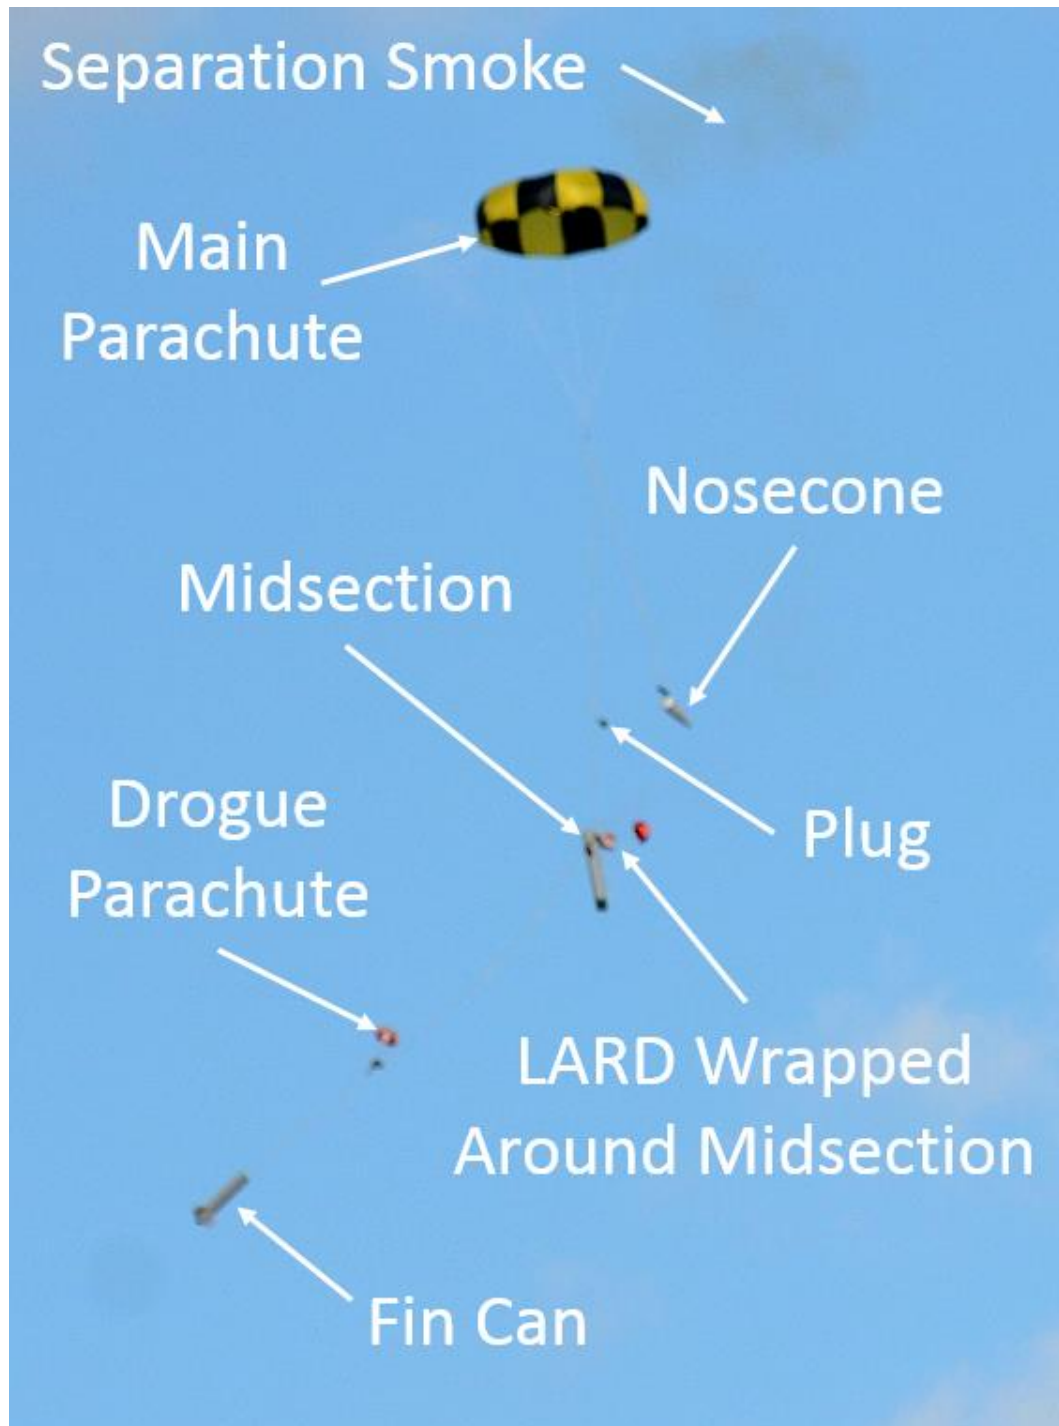 Separation Smoke
Main
Parachute
Nosecone
Midsection
Drogue
Parachute
Plug
LARD Wrapped
Around Midsection
Fin Can